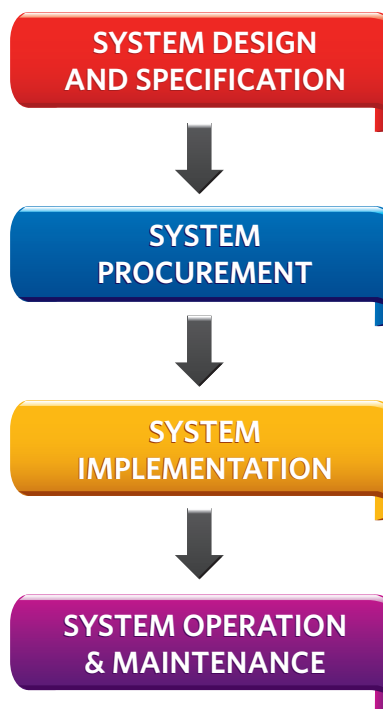 SYSTEM DESIGN
AND SPECIFICATION
SYSTEM
PROCUREMENT
SYSTEM
IMPLEMENTATION
SYSTEM OPERATION
& MAINTENANCE